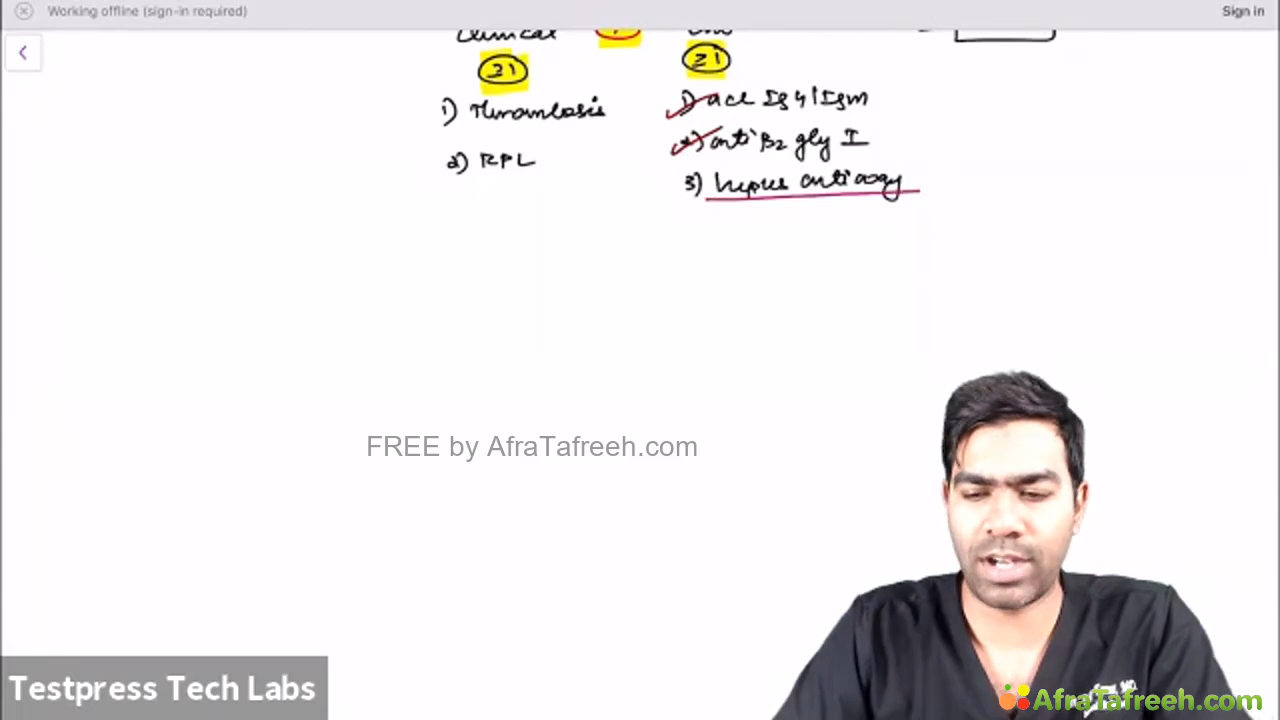 Working offline (sign-in required)
Sign in
Clinical
≥1
≥1
1) Thrombosis
2) RPL
1) acl IgG/IgM
2) anti β2 gly I
3) lupus anticoag
FREE by AfraTafreeh.com
Testpress Tech Labs
AfraTafreeh.com